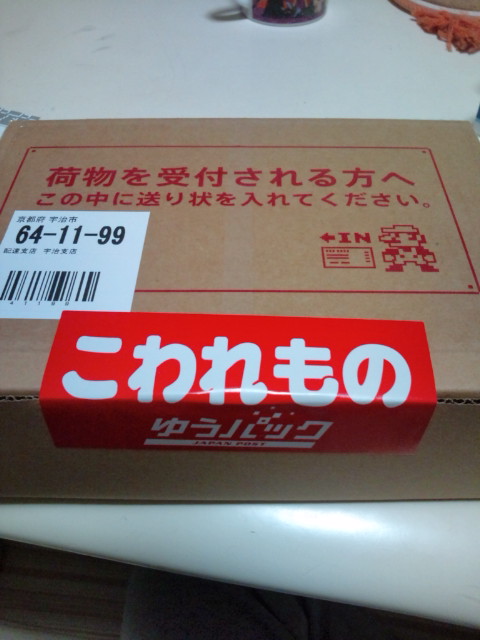 荷物を受付される方へ
この中に送り状を入れてください。
京都府 宇治市
64-11-99
配達支店 宇治支店
←IN
こわれもの
ゆうパック
JAPAN POST